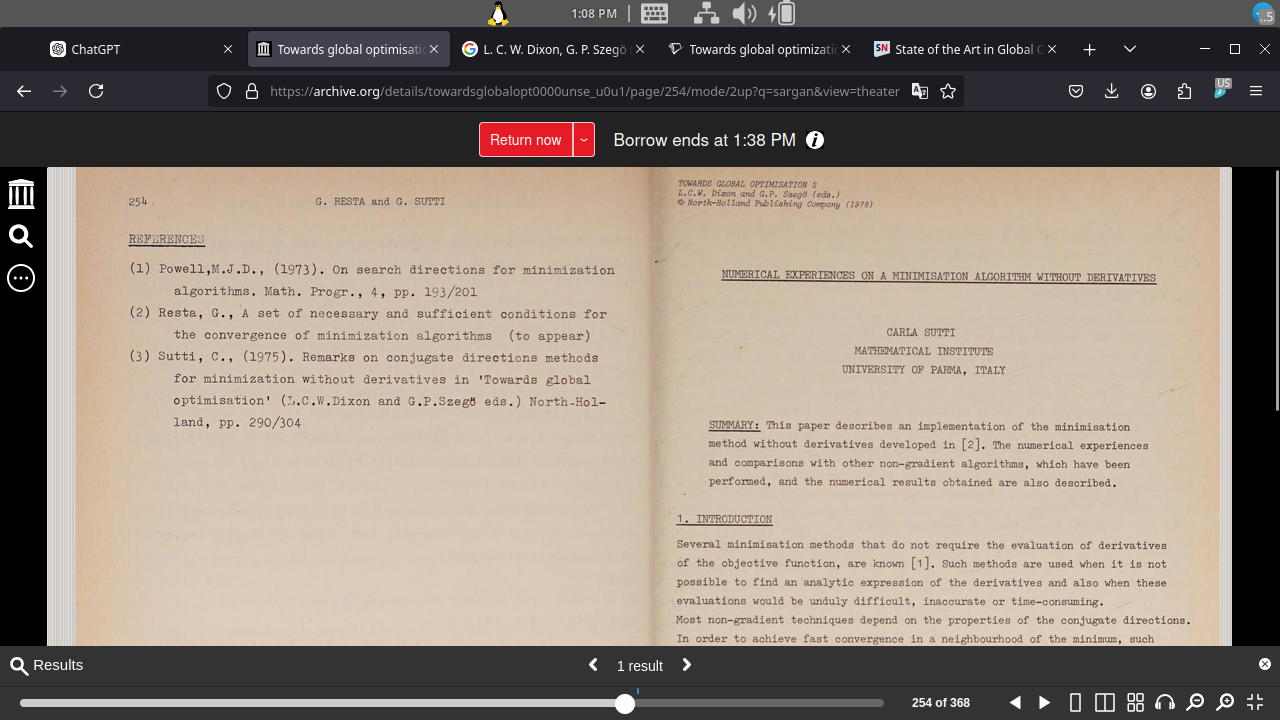 1:08 PM
..5
ChatGPT
Towards global optimisati
L. C. W. Dixon, G. P. Szegö
Towards global optimizati
State of the Art in Global C
https://archive.org/details/towardsglobalopt0000unse_u0u1/page/254/mode/2up?q=sargan&view=theater
US
Return now
Borrow ends at 1:38 PM
254
G. RESTA and G. SUTTI
REFERENCES
(1) Powell,M.J.D., (1973). On search directions for minimization
algorithms. Math. Progr., 4, pp. 193/201
(2) Resta, G., A set of necessary and sufficient conditions for
the convergence of minimization algorithms (to appear)
(3) Sutti, C., (1975). Remarks on conjugate directions methods
for minimization without derivatives in 'Towards global
optimisation' (L.C.W.Dixon and G.P.Szegö eds.) North-Hol-
land, pp. 290/304
TOWARDS GLOBAL OPTIMISATION 2
L.C.W. Dixon and G.P. Szegö (eds.)
© North-Holland Publishing Company (1978)
NUMERICAL EXPERIENCES ON A MINIMISATION ALGORITHM WITHOUT DERIVATIVES
CARLA SUTTI
MATHEMATICAL INSTITUTE
UNIVERSITY OF PARMA, ITALY
SUMMARY: This paper describes an implementation of the minimisation
method without derivatives developed in [2]. The numerical experiences
and comparisons with other non-gradient algorithms, which have been
performed, and the numerical results obtained are also described.
1. INTRODUCTION
Several minimisation methods that do not require the evaluation of derivatives
of the objective function, are known [1]. Such methods are used when it is not
possible to find an analytic expression of the derivatives and also when these
evaluations would be unduly difficult, inaccurate or time-consuming.
Most non-gradient techniques depend on the properties of the conjugate directions.
In order to achieve fast convergence in a neighbourhood of the minimum, such
Results
1 result
254 of 368